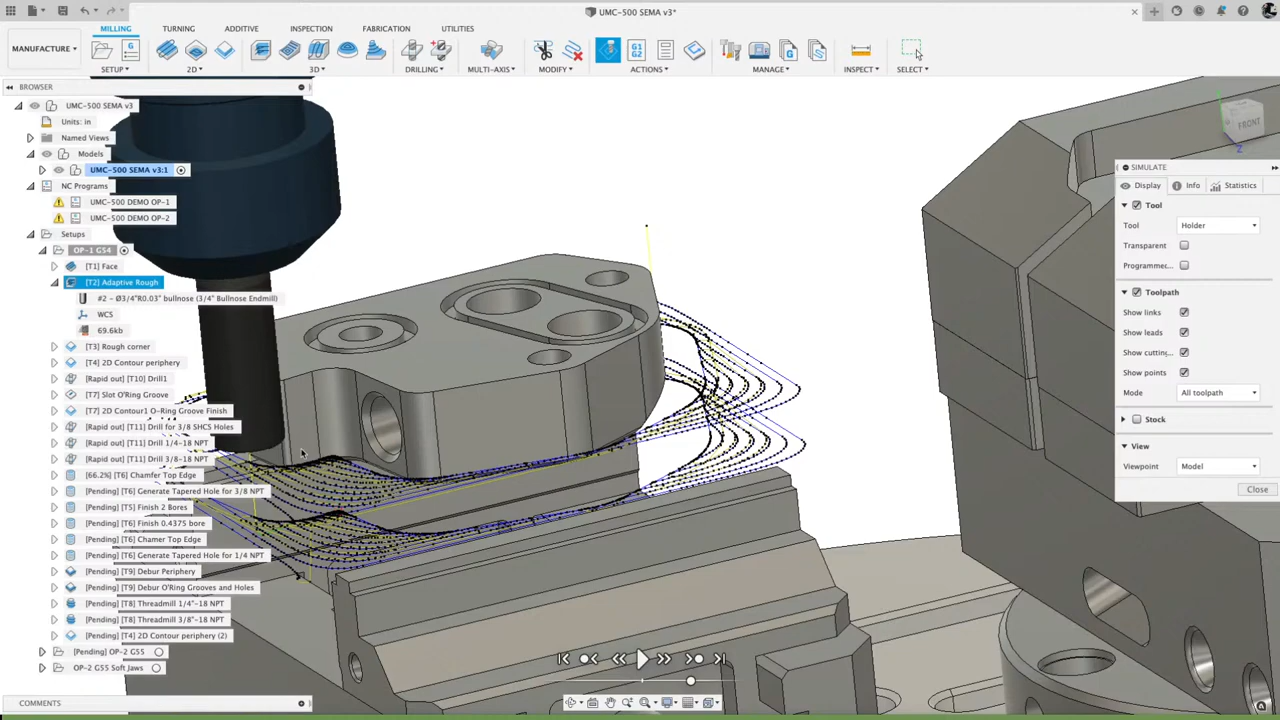 UMC-500 SEMA v3*
MILLING TURNING ADDITIVE INSPECTION FABRICATION UTILITIES
MANUFACTURE
G1
G2
SETUP 2D 3D DRILLING MULTI-AXIS MODIFY ACTIONS MANAGE INSPECT SELECT
BROWSER
UMC-500 SEMA v3
Units: in
Named Views
Models
UMC-500 SEMA v3:1
NC Programs
UMC-500 DEMO OP-1
UMC-500 DEMO OP-2
Setups
OP-1 G54
[T1] Face
[T2] Adaptive Rough
#2 - Ø3/4"R0.03" bullnose (3/4" Bullnose Endmill)
WCS
69.6kb
[T3] Rough corner
[T4] 2D Contour periphery
[Rapid out] [T10] Drill1
[T7] Slot O'Ring Groove
[T7] 2D Contour1 O-Ring Groove Finish
[Rapid out] [T11] Drill for 3/8 SHCS Holes
[Rapid out] [T11] Drill 1/4-18 NPT
[Rapid out] [T11] Drill 3/8-18 NPT
[66.2%] [T6] Chamfer Top Edge
[Pending] [T6] Generate Tapered Hole for 3/8 NPT
[Pending] [T5] Finish 2 Bores
[Pending] [T6] Finish 0.4375 bore
[Pending] [T6] Chamer Top Edge
[Pending] [T6] Generate Tapered Hole for 1/4 NPT
[Pending] [T9] Debur Periphery
[Pending] [T9] Debur O'Ring Grooves and Holes
[Pending] [T8] Threadmill 1/4"-18 NPT
[Pending] [T8] Threadmill 3/8"-18 NPT
[Pending] [T4] 2D Contour periphery (2)
[Pending] OP-2 G55
OP-2 G55 Soft Jaws
COMMENTS
FRONT
Z
SIMULATE
Display Info Statistics
Tool
Tool Holder
Transparent
Programme...
Toolpath
Show links
Show leads
Show cutting...
Show points
Mode All toolpath
Stock
View
Viewpoint Model
Close